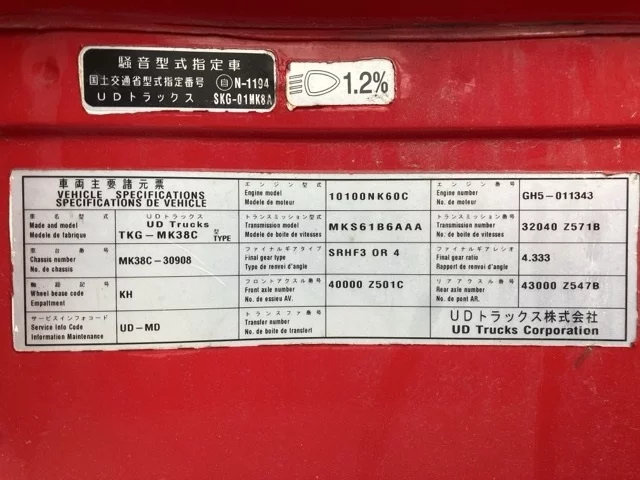 騒音型式指定車
国土交通省型式指定番号 自 N-1194
UDトラックス SKG-01MK8A
1.2%
車両主要諸元票
VEHICLE SPECIFICATIONS
SPECIFICATIONS DE VEHICLE
エンジン型式
Engine model
Modele de moteur
10100NK60C
エンジン番号
Engine number
No. de moteur
GH5-011343
車名型式
Made and model
Modele de fabrique
UDトラックス
UD Trucks
TKG-MK38C 型 TYPE
トランスミッション型式
Transmission model
Modele de boite de vitesses
MKS61B6AAA
トランスミッション番号
Transmission number
No. de boite de vitesses
32040 Z571B
車台番号
Chassis number
No. de chassis
MK38C-30908
ファイナルギアタイプ
Final gear type
Type de renvoi d'angle
SRHF3 OR 4
ファイナルギアレシオ
Final gear ratio
Rapport de renvoi d'angle
4.333
軸距記号
Wheel bease code
Empattment
KH
フロントアクスル番号
Front axle number
No. de essieu AV.
40000 Z501C
リアアクスル番号
Rear axle number
No. de pont AR.
43000 Z547B
サービスインフォコード
Service Info Code
Information Maintenance
UD-MD
トランスファ番号
Transfer number
No. de boite de transfert
UDトラックス株式会社
UD Trucks Corporation